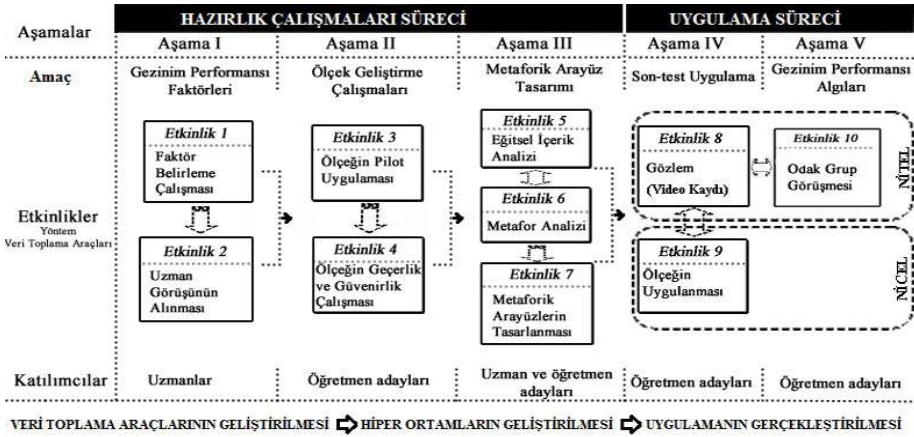 HAZIRLIK ÇALIŞMALARI SÜRECİ
UYGULAMA SÜRECİ
Aşamalar
Aşama I
Aşama II
Aşama III
Aşama IV
Aşama V
Amaç
Gezinim Performansı
Faktörleri
Ölçek Geliştirme
Çalışmaları
Metaforik Arayüz
Tasarımı
Son-test Uygulama
Gezinim Performansı
Algıları
Etkinlikler
Yöntem
Veri Toplama Araçları
Etkinlik 1
Faktör
Belirleme
Çalışması
Etkinlik 2
Uzman
Görüşünün
Alınması
Etkinlik 3
Ölçeğin Pilot
Uygulaması
Etkinlik 4
Ölçeğin Geçerlik
ve Güvenirlik
Çalışması
Etkinlik 5
Eğitsel İçerik
Analizi
Etkinlik 6
Metafor Analizi
Etkinlik 7
Metaforik
Arayüzlerin
Tasarlanması
Etkinlik 8
Gözlem
(Video Kaydı)
Etkinlik 10
Odak Grup
Görüşmesi
NİTEL
Etkinlik 9
Ölçeğin
Uygulanması
NİCEL
Katılımcılar
Uzmanlar
Öğretmen adayları
Uzman ve öğretmen
adayları
Öğretmen adayları
Öğretmen adayları
VERİ TOPLAMA ARAÇLARININ GELİŞTİRİLMESİ HİPER ORTAMLARIN GELİŞTİRİLMESİ UYGULAMANIN GERÇEKLEŞTİRİLMESİ